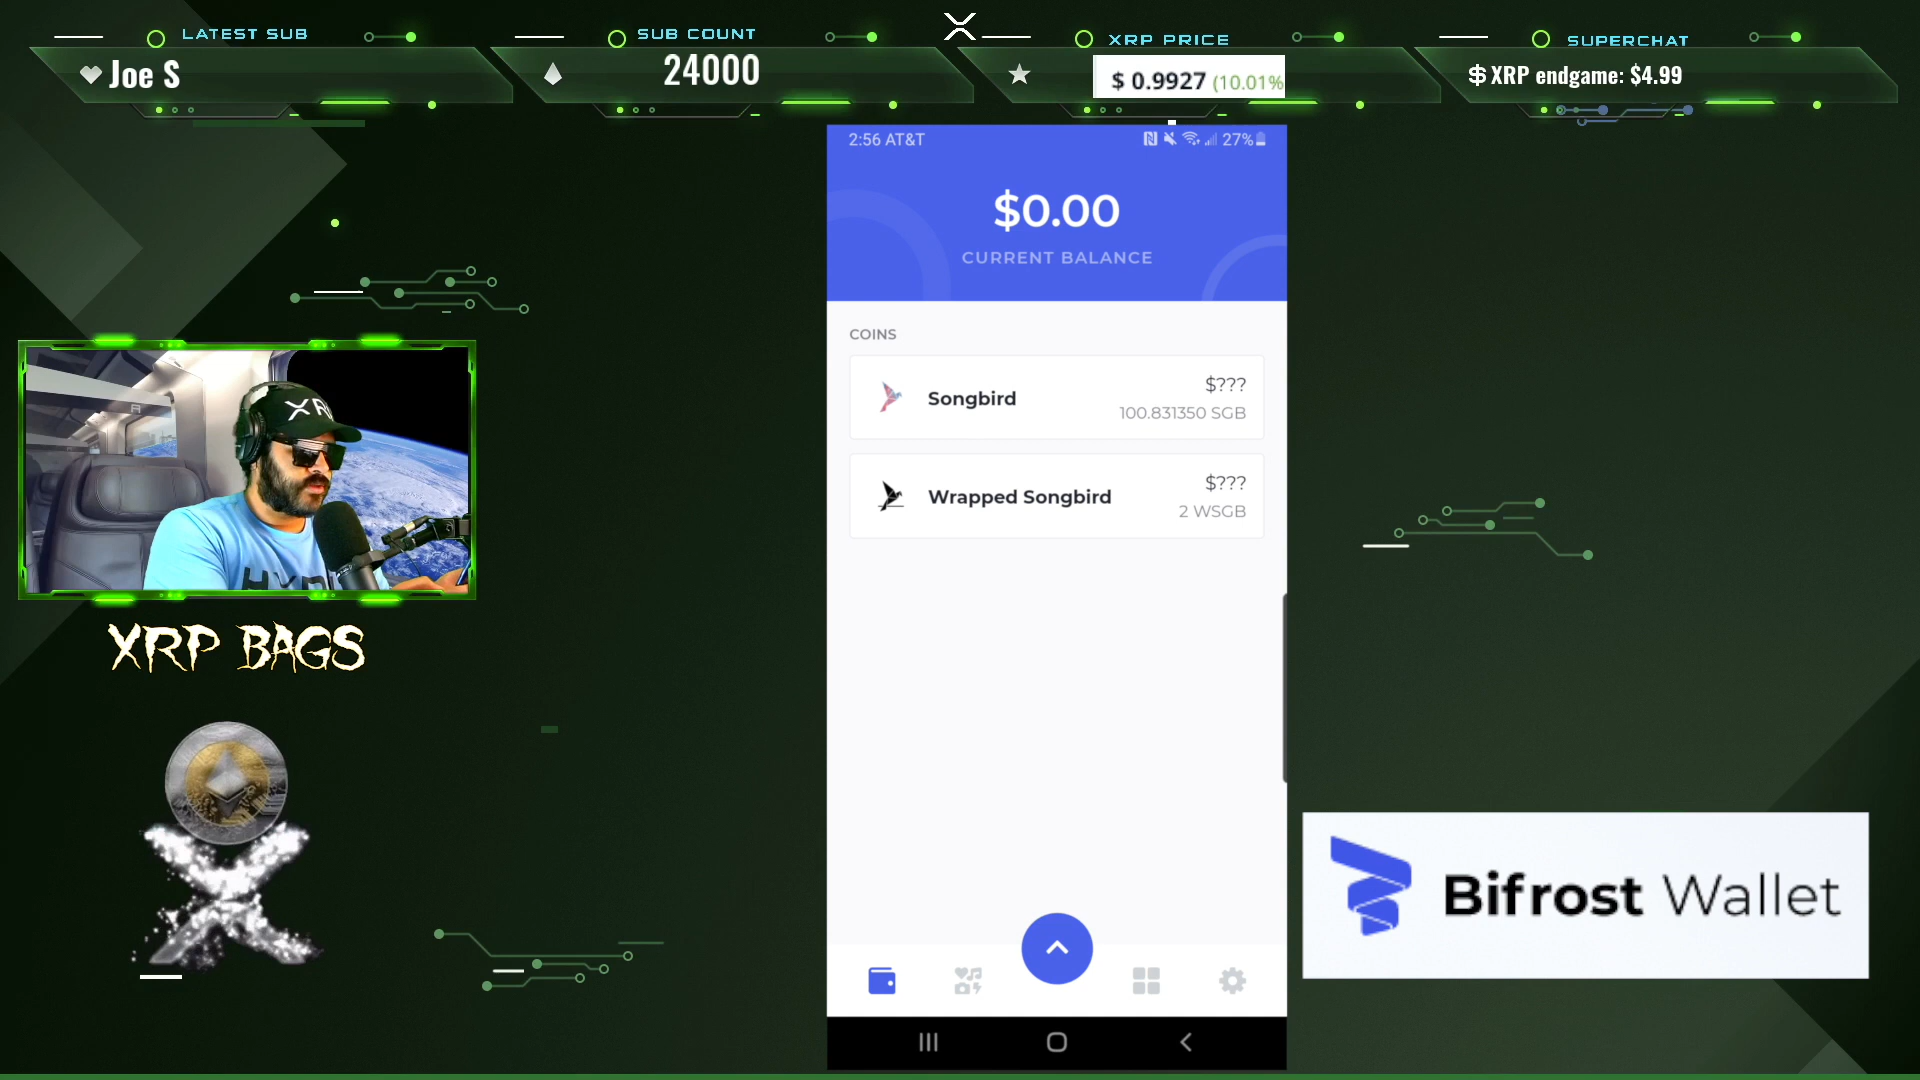 LATEST SUB
Joe S
SUB COUNT
24000
XRP PRICE
$ 0.9927 (10.01%
SUPERCHAT
$ XRP endgame: $4.99
2:56 AT&T
27%
$0.00
CURRENT BALANCE
COINS
Songbird
$???
100.831350 SGB
Wrapped Songbird
$???
2 WSGB
XRP BAGS
Bifrost Wallet